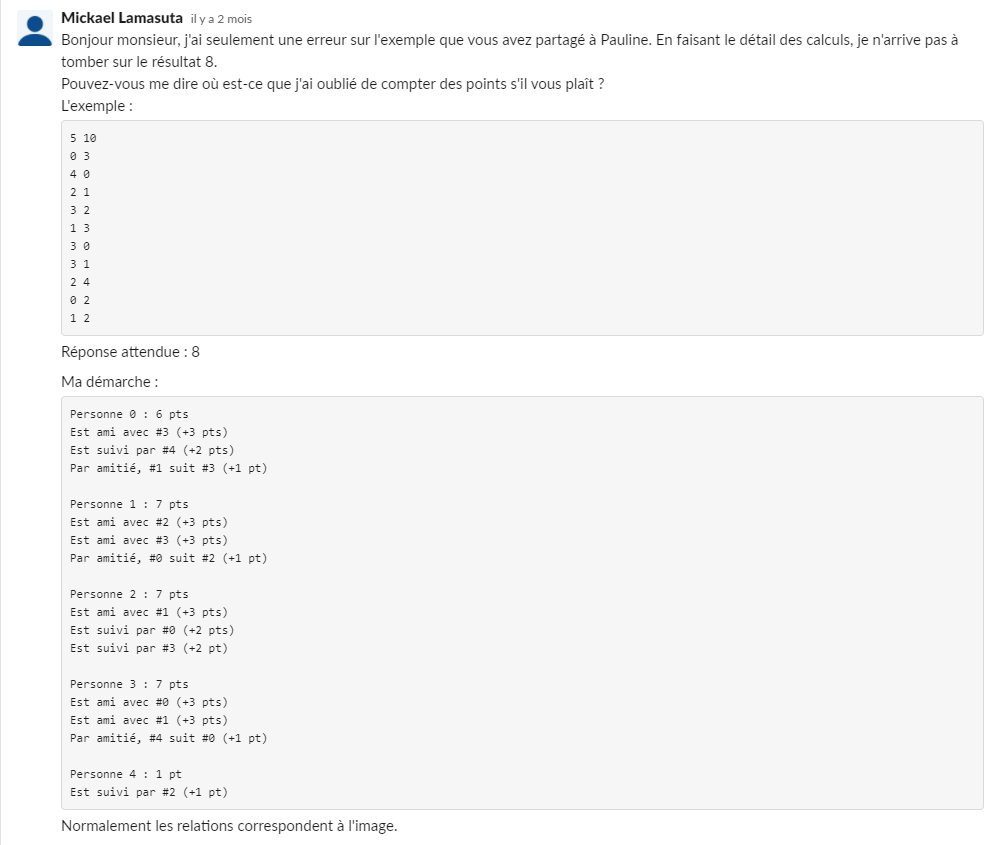 Mickael Lamasuta il y a 2 mois
Bonjour monsieur, j'ai seulement une erreur sur l'exemple que vous avez partagé à Pauline. En faisant le détail des calculs, je n'arrive pas à
tomber sur le résultat 8.
Pouvez-vous me dire où est-ce que j'ai oublié de compter des points s'il vous plaît ?
L'exemple :
5 10
0 3
4 0
2 1
3 2
1 3
3 0
3 1
2 4
0 2
1 2
Réponse attendue : 8
Ma démarche :
Personne 0 : 6 pts
Est ami avec #3 (+3 pts)
Est suivi par #4 (+2 pts)
Par amitié, #1 suit #3 (+1 pt)
Personne 1 : 7 pts
Est ami avec #2 (+3 pts)
Est ami avec #3 (+3 pts)
Par amitié, #0 suit #2 (+1 pt)
Personne 2 : 7 pts
Est ami avec #1 (+3 pts)
Est suivi par #0 (+2 pts)
Est suivi par #3 (+2 pt)
Personne 3 : 7 pts
Est ami avec #0 (+3 pts)
Est ami avec #1 (+3 pts)
Par amitié, #4 suit #0 (+1 pt)
Personne 4 : 1 pt
Est suivi par #2 (+1 pt)
Normalement les relations correspondent à l'image.